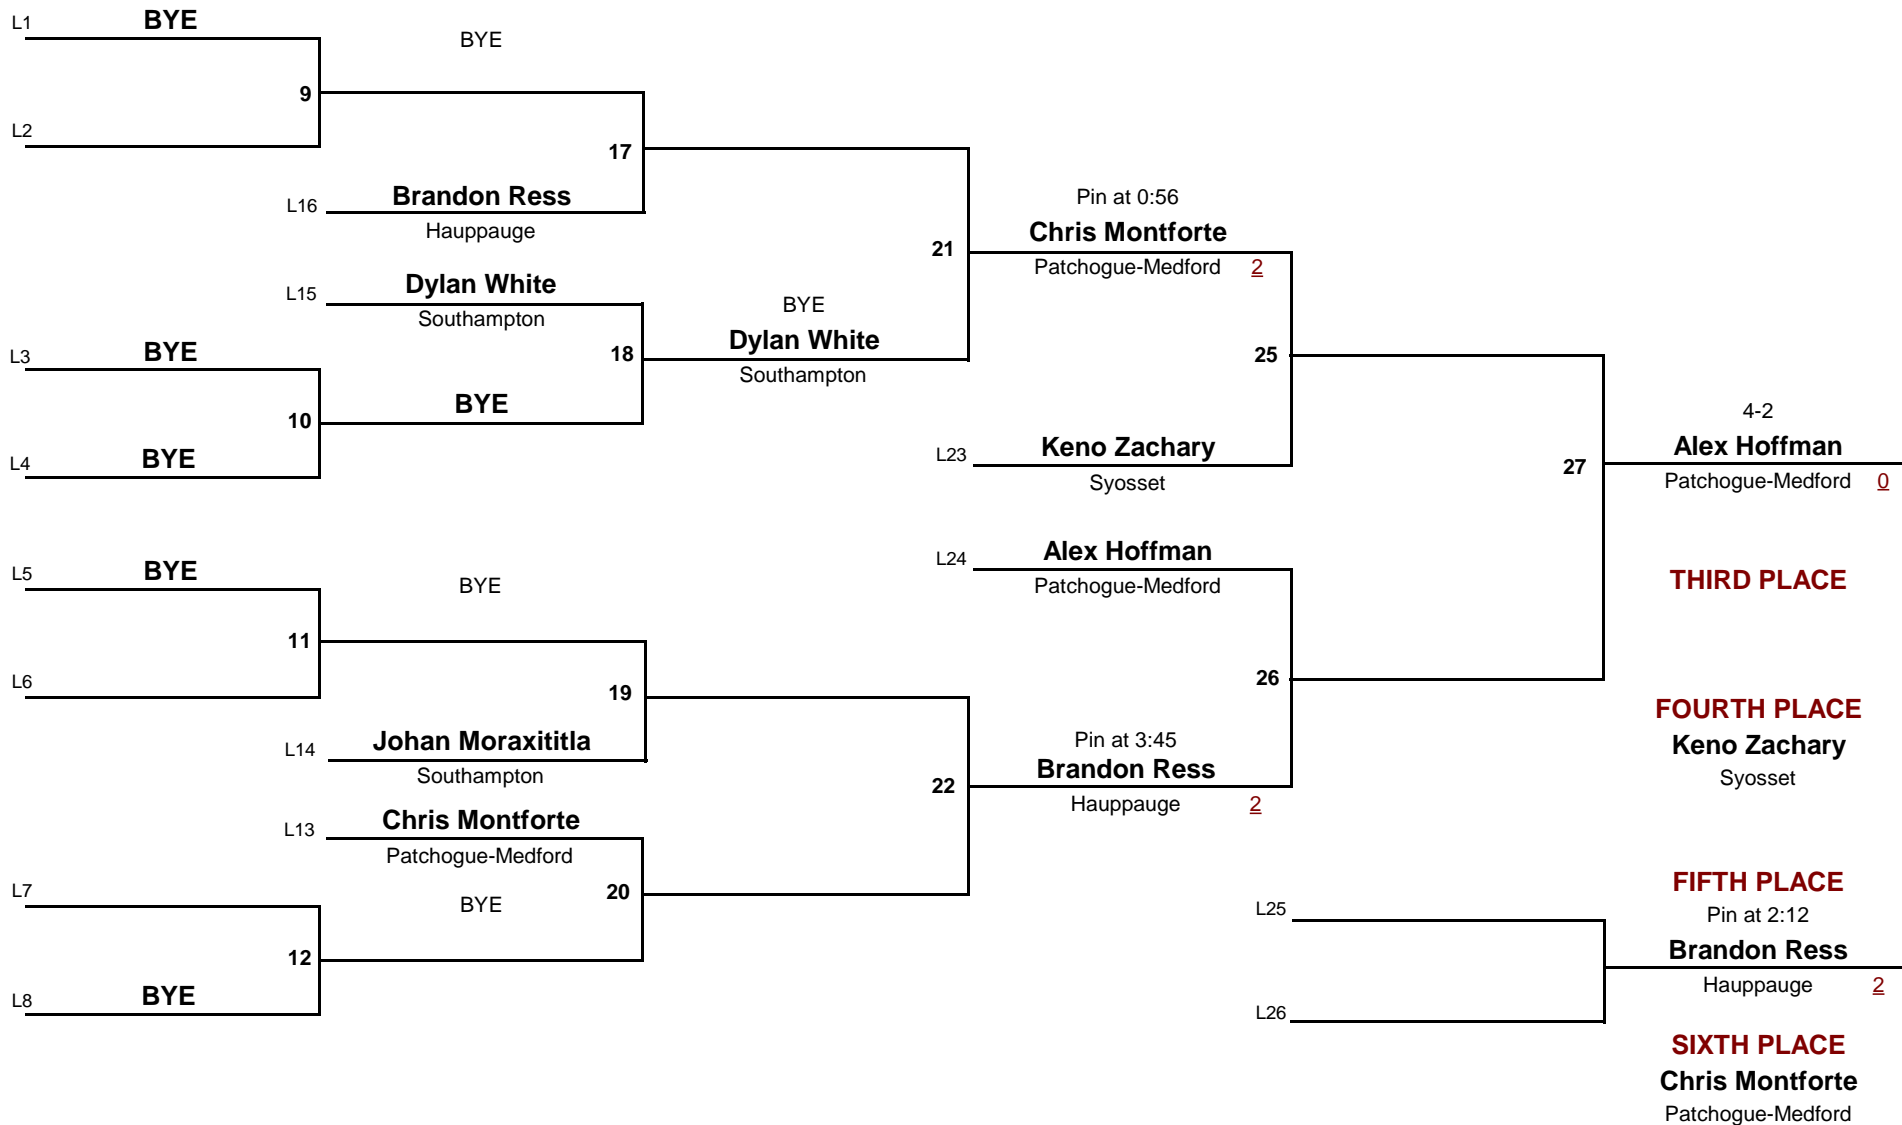 L1 BYE
BYE
9
L2
17
L16 Brandon Ress
Hauppauge
L15 Dylan White
Southampton
L3 BYE
18
10 BYE
L4 BYE
BYE
Dylan White
Southampton
21
Pin at 0:56
Chris Montforte
Patchogue-Medford 2
25
L23 Keno Zachary
Syosset
L24 Alex Hoffman
Patchogue-Medford
27
4-2
Alex Hoffman
Patchogue-Medford 0
THIRD PLACE
L5 BYE
BYE
11
L6
19
L14 Johan Moraxititla
Southampton
L13 Chris Montforte
Patchogue-Medford
L7
BYE 20
12
L8 BYE
22
Pin at 3:45
Brandon Ress
Hauppauge 2
26
FOURTH PLACE
Keno Zachary
Syosset
FIFTH PLACE
L25
Pin at 2:12
Brandon Ress
Hauppauge 2
L26
SIXTH PLACE
Chris Montforte
Patchogue-Medford